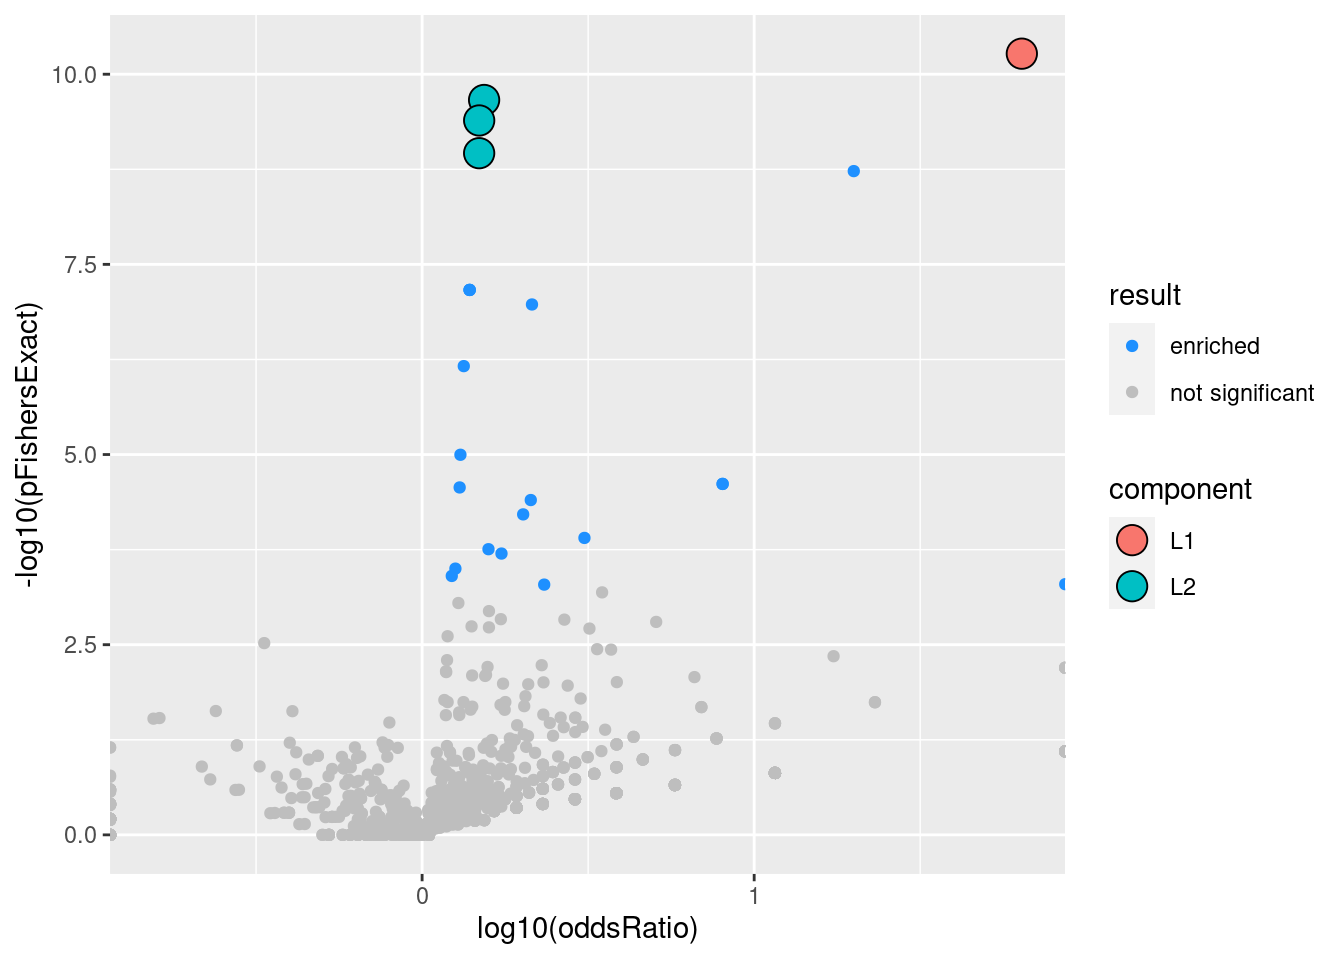 10.0
7.5
5.0
2.5
0.0
-log10(pFishersExact)
0
1
log10(oddsRatio)
result
enriched
not significant
component
L1
L2